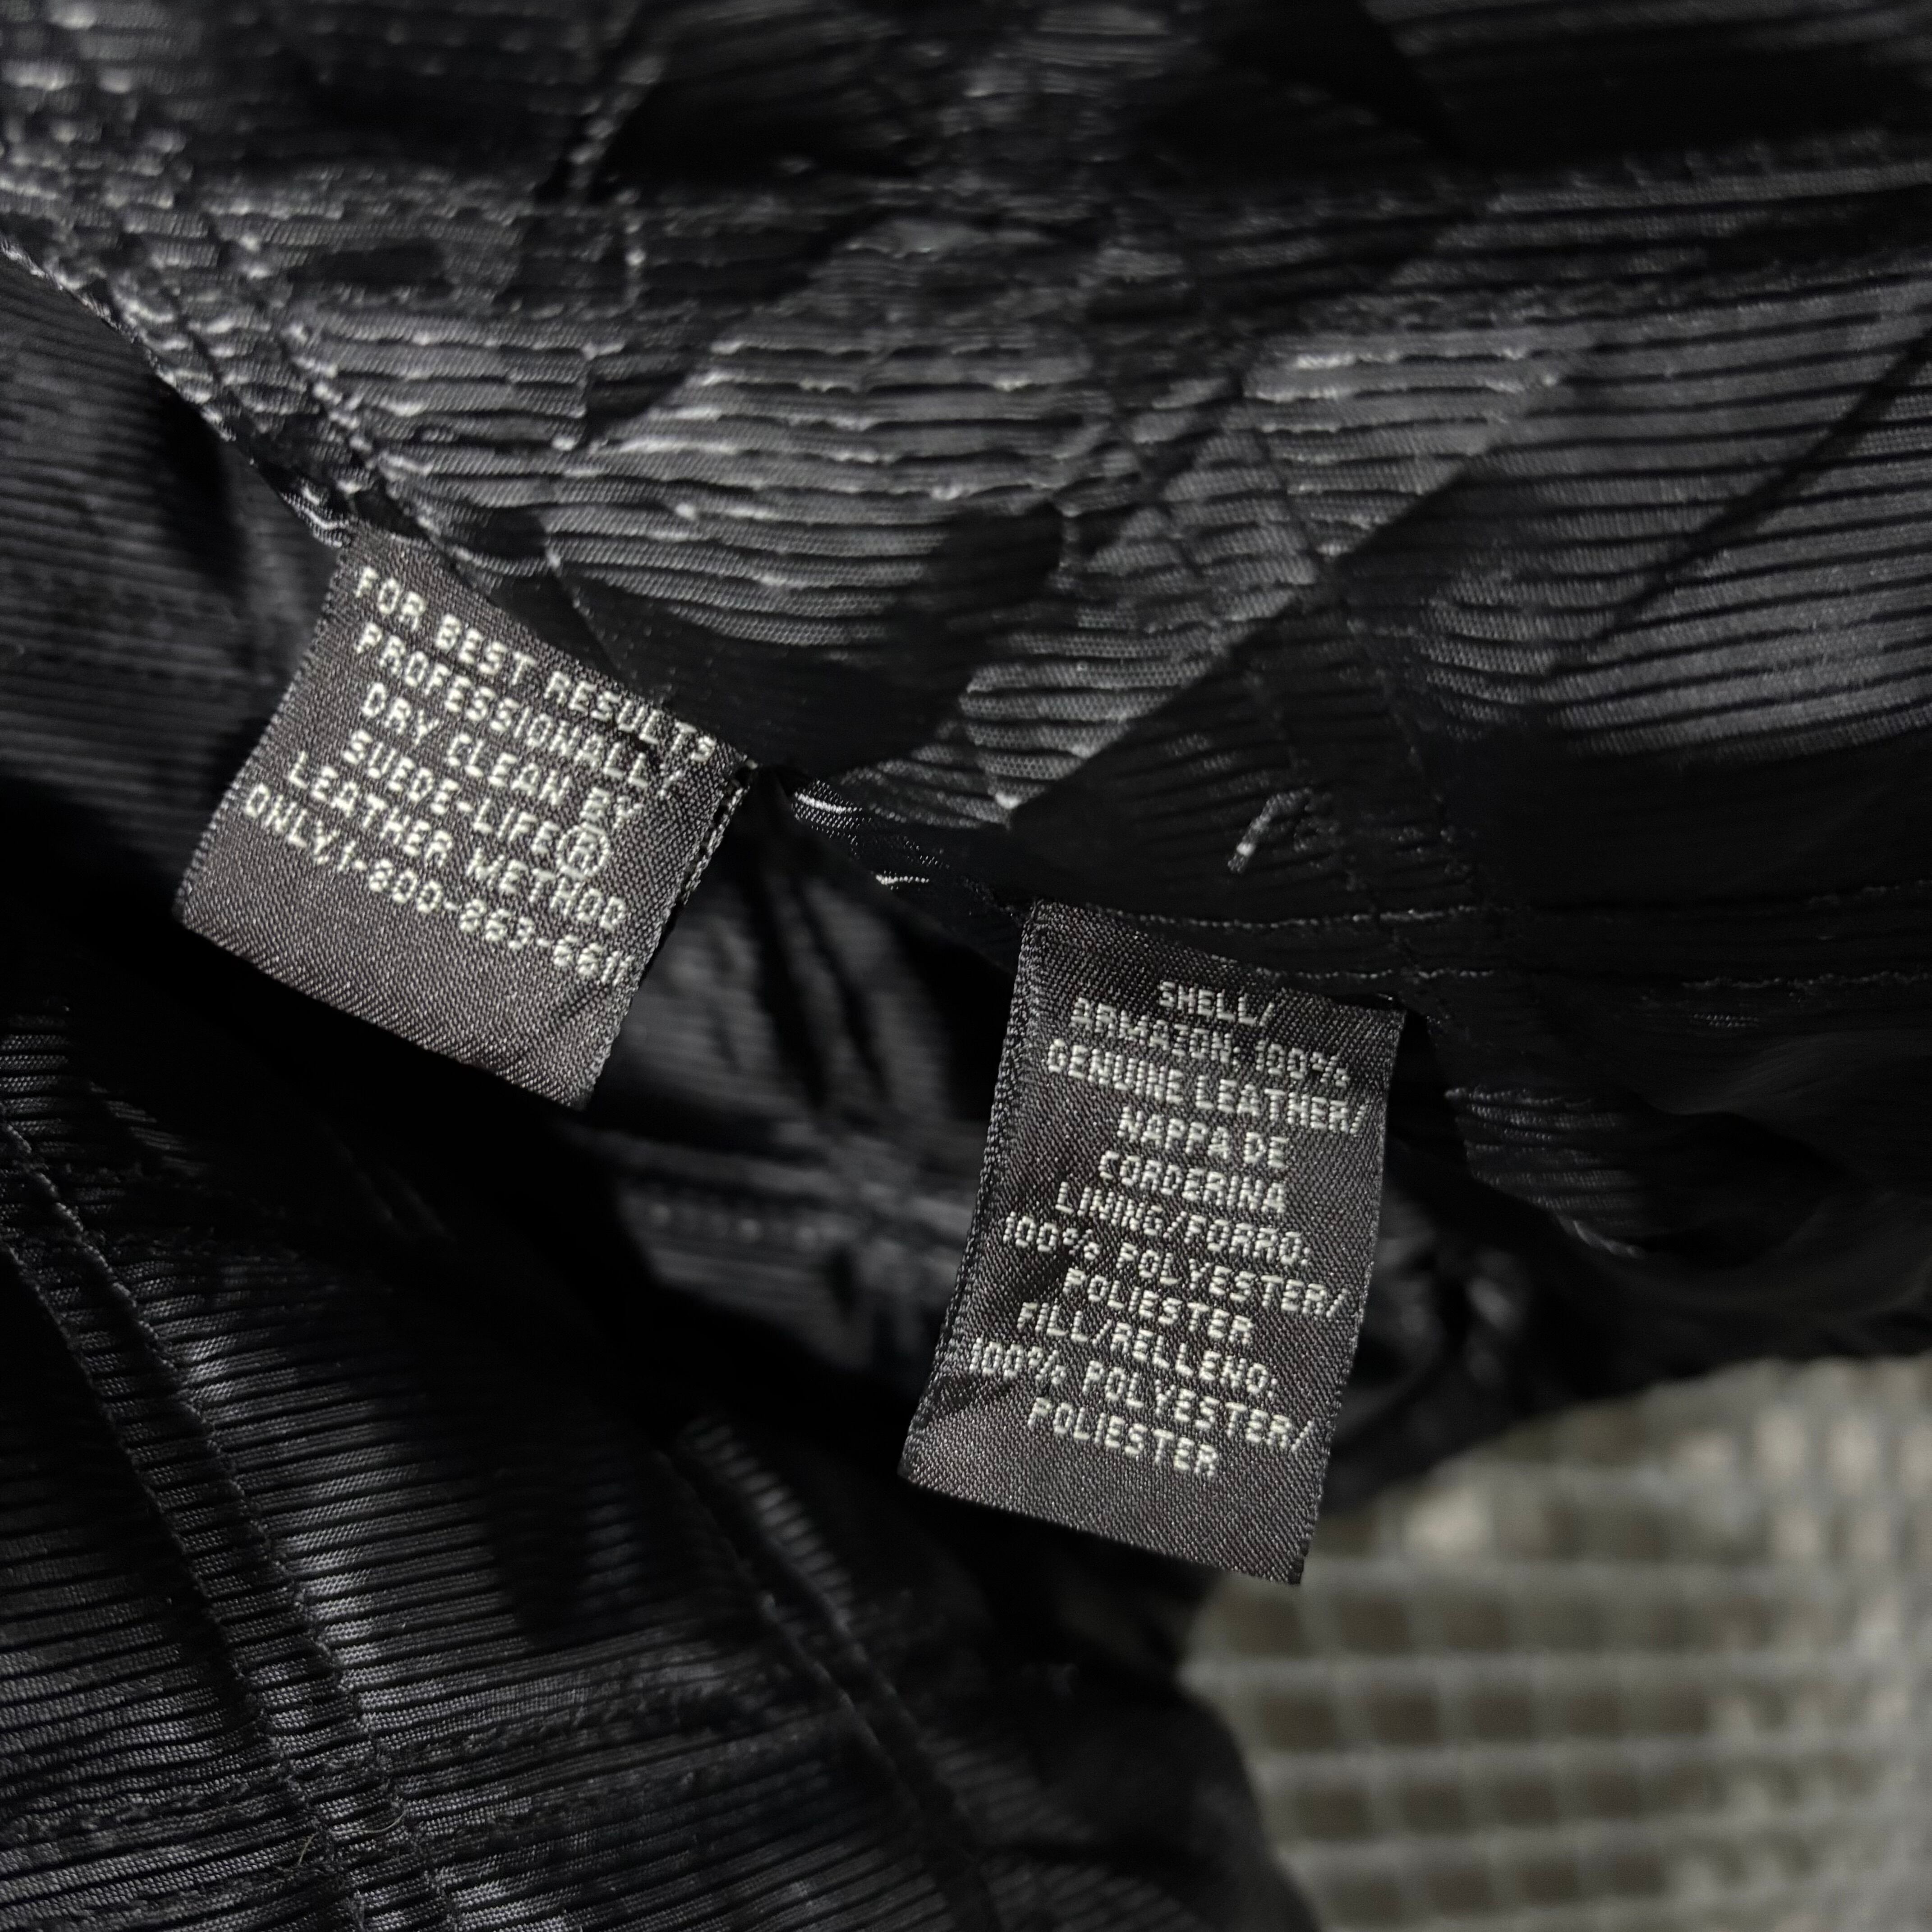 FOR BEST RESULTS
PROFESSIONALLY
DRY CLEAN BY
SUEDE-LIFE®
LEATHER METHOD
ONLY,1-800-863-6611
SHELL/
ARMAZON: 100%
GENUINE LEATHER/
NAPPA DE
CORDERINA
LINING/FORRO:
100% POLYESTER/
POLIESTER
FILL/RELLENO:
100% POLYESTER/
POLIESTER